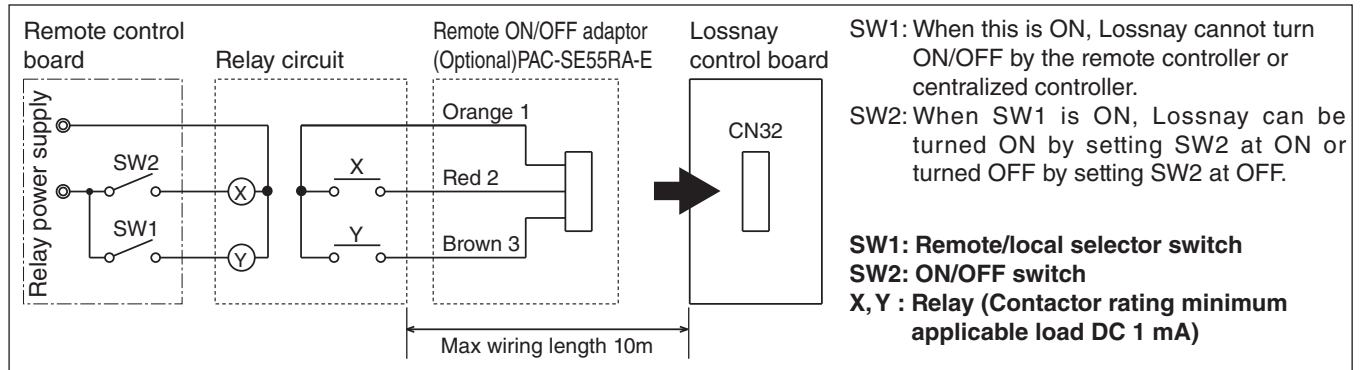 Remote control
board
Relay circuit
Remote ON/OFF adaptor
(Optional)PAC-SE55RA-E
Lossnay
control board
Relay power supply
SW2
SW1
X
Y
X
Y
Orange 1
Red 2
Brown 3
CN32
Max wiring length 10m
SW1: When this is ON, Lossnay cannot turn
ON/OFF by the remote controller or
centralized controller.
SW2: When SW1 is ON, Lossnay can be
turned ON by setting SW2 at ON or
turned OFF by setting SW2 at OFF.
SW1: Remote/local selector switch
SW2: ON/OFF switch
X, Y : Relay (Contactor rating minimum
applicable load DC 1 mA)